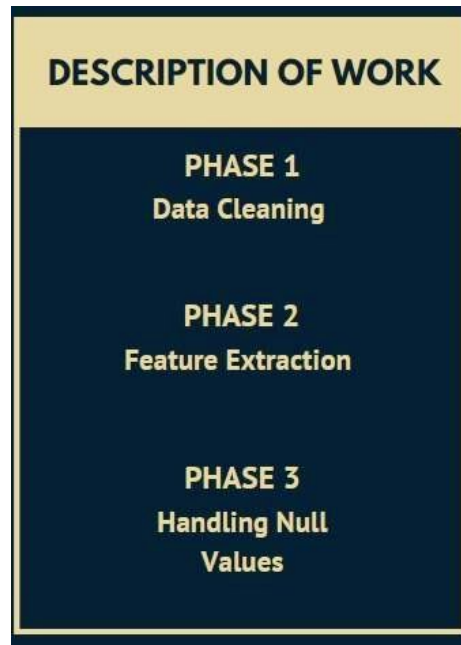 DESCRIPTION OF WORK
PHASE 1
Data Cleaning
PHASE 2
Feature Extraction
PHASE 3
Handling Null
Values